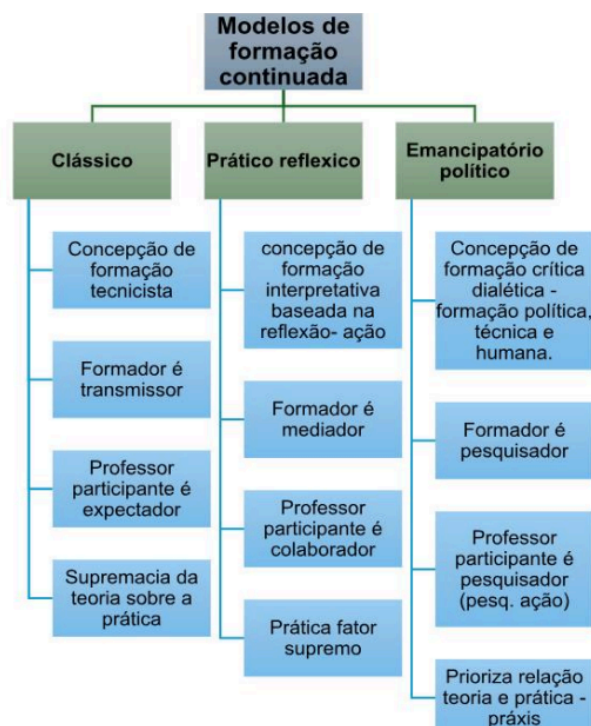 Modelos de
formação
continuada
Clássico
Concepção de
formação
tecnicista
Formador é
transmissor
Professor
participante é
expectador
Supremacia da
teoria sobre a
prática
Prático reflexico
concepção de
formação
interpretativa
baseada na
reflexão- ação
Formador é
mediador
Professor
participante é
colaborador
Prática fator
supremo
Emancipatório
político
Concepção de
formação crítica
dialética -
formação política,
técnica e
humana.
Formador é
pesquisador
Professor
participante é
pesquisador
(pesq. ação)
Prioriza relação
teoria e prática -
práxis